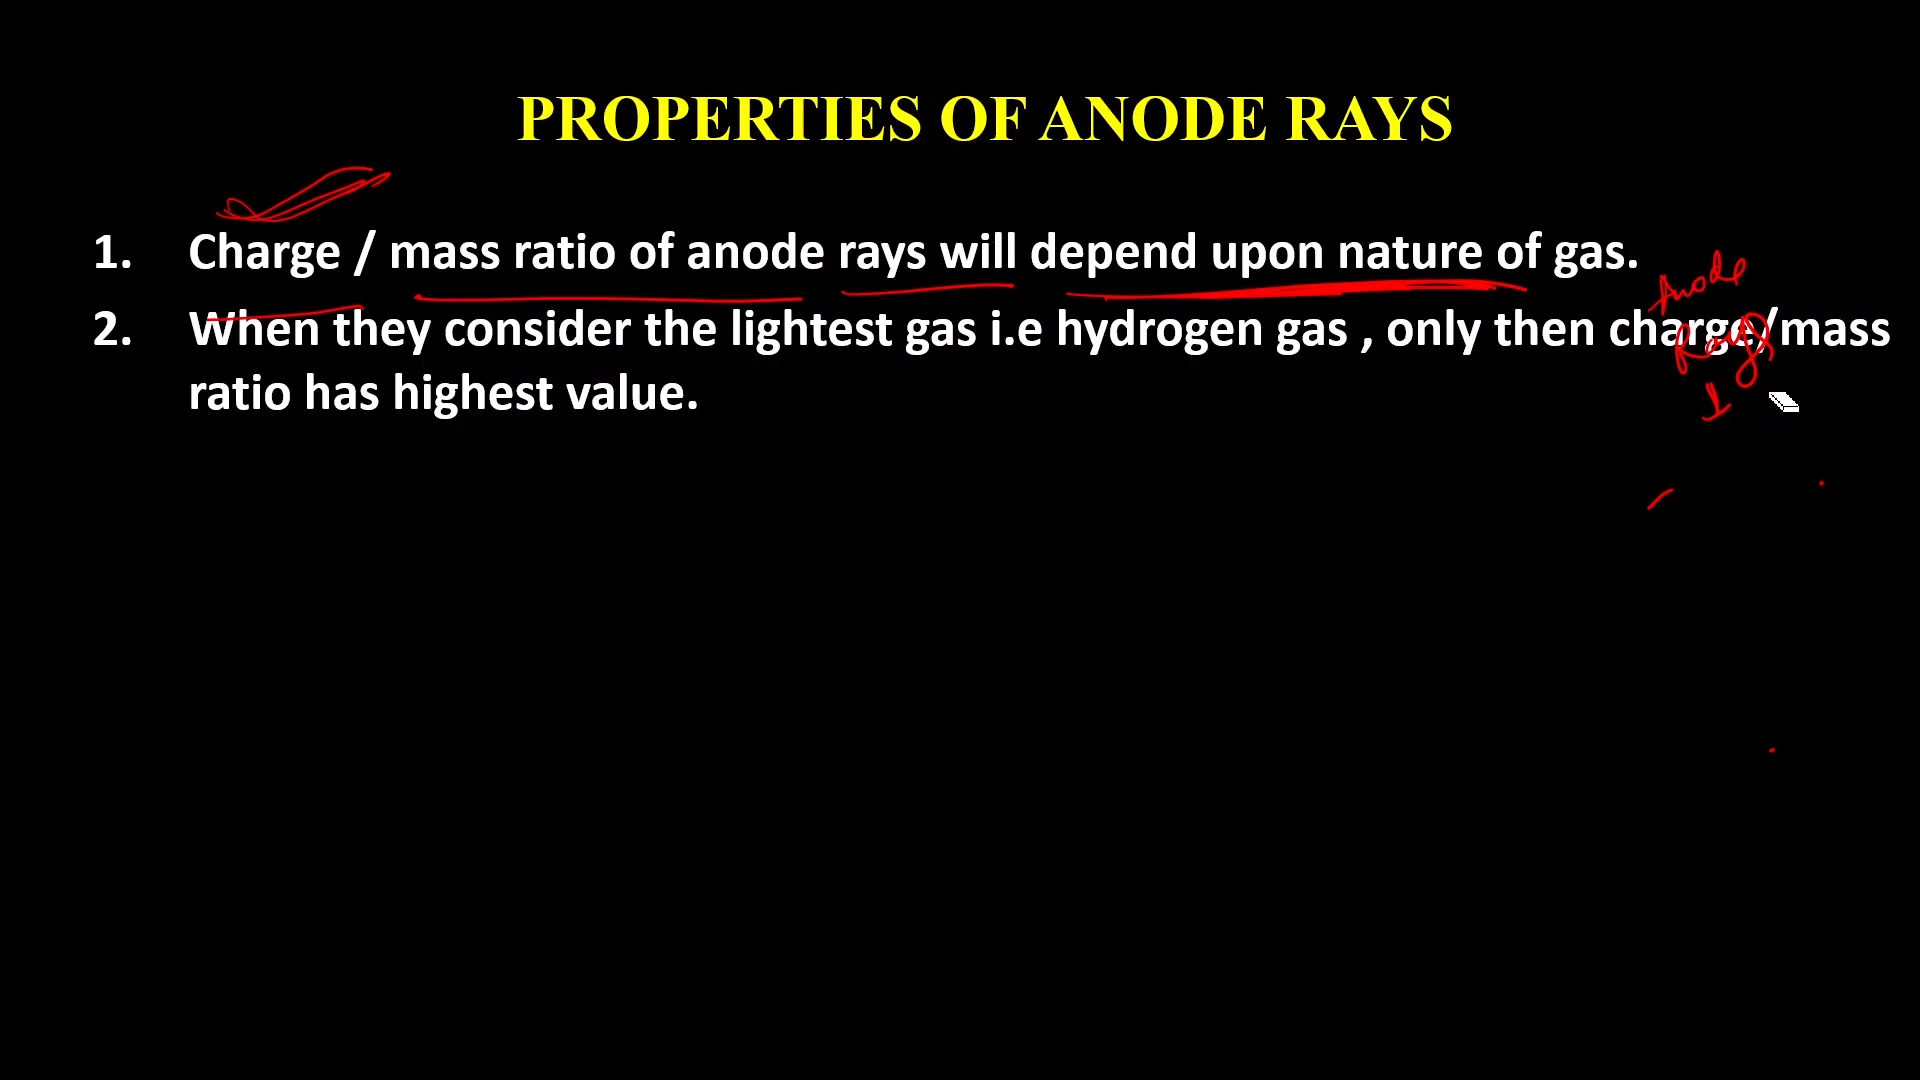 PROPERTIES OF ANODE RAYS
1. Charge / mass ratio of anode rays will depend upon nature of gas.
Anode
2. When they consider the lightest gas i.e hydrogen gas , only then charge/mass
Rays
ratio has highest value.